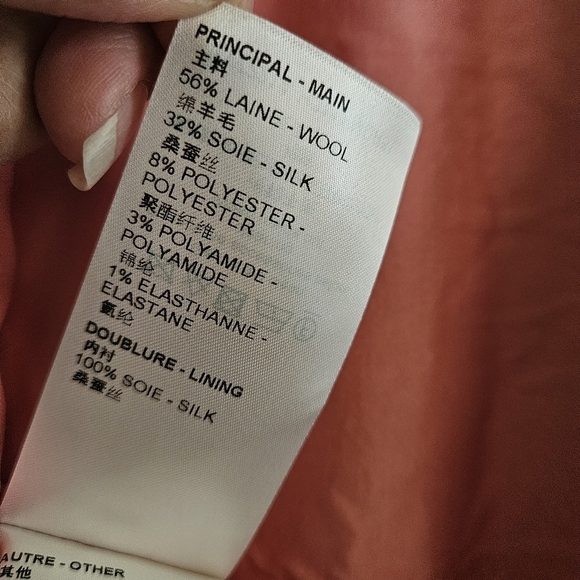 PRINCIPAL - MAIN
主料
56% LAINE - WOOL
绵羊毛
32% SOIE - SILK
桑蚕丝
8% POLYESTER -
POLYESTER
聚酯纤维
3% POLYAMIDE -
POLYAMIDE
锦纶
1% ELASTHANNE -
ELASTANE
氨纶
DOUBLURE - LINING
内衬
100% SOIE - SILK
桑蚕丝
AUTRE - OTHER
其他